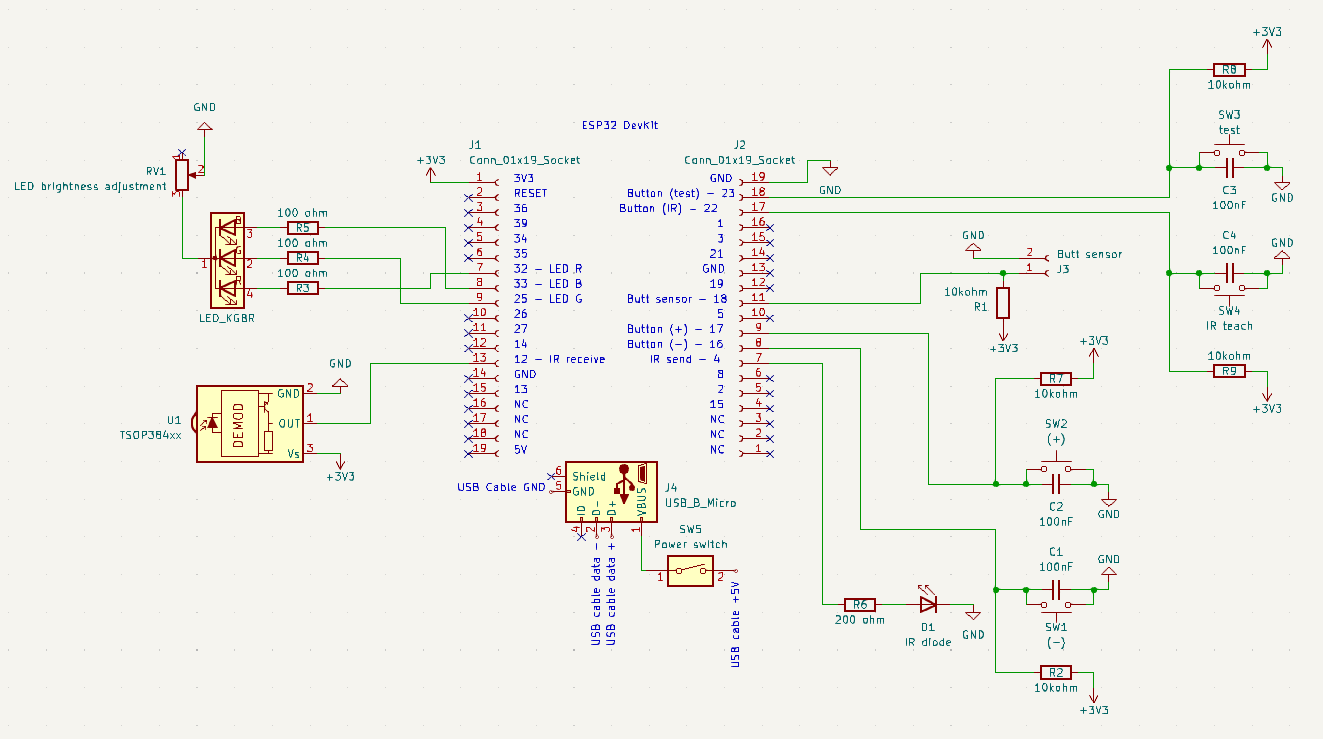 ESP32 DevKit
J1
Conn_01x19_Socket
+3V3
1 3V3
2 RESET
3 36
4 39
5 34
6 35
7 32 - LED R
8 33 - LED B
9 25 - LED G
10 26
11 27
12 14
13 12 - IR receive
14 GND
15 13
16 NC
17 NC
18 NC
19 5V
J2
Conn_01x19_Socket
GND 19
Button (test) - 23 18
Button (IR) - 22 17
1 16
3 15
21 14
GND 13
19 12
Butt sensor - 18 11
5 10
Button (+) - 17 9
Button (-) - 16 8
IR send - 4 7
8 6
2 5
15 4
NC 3
NC 2
NC 1
GND
GND
RV1
LED brightness adjustment
1
2
3
100 ohm
R5
100 ohm
R4
100 ohm
R3
B
G
R
1
3
2
4
LED_KGBR
U1
TSOP384xx
DEMOD
GND 2
OUT 1
Vs 3
GND
+3V3
USB Cable GND
6 Shield
5 GND
ID
D-
D+
VBUS
4
2
3
1
J4
USB_B_Micro
USB cable data -
USB cable data +
SW5
Power switch
1
2
USB cable +5V
R6
200 ohm
D1
IR diode
GND
GND
2
1
Butt sensor
J3
10kohm
R1
+3V3
+3V3
R7
10kohm
SW2
(+)
C2
100nF
GND
C1
100nF
GND
SW1
(-)
R2
10kohm
+3V3
+3V3
R8
10kohm
SW3
test
C3
100nF
GND
C4
100nF
GND
SW4
IR teach
10kohm
R9
+3V3